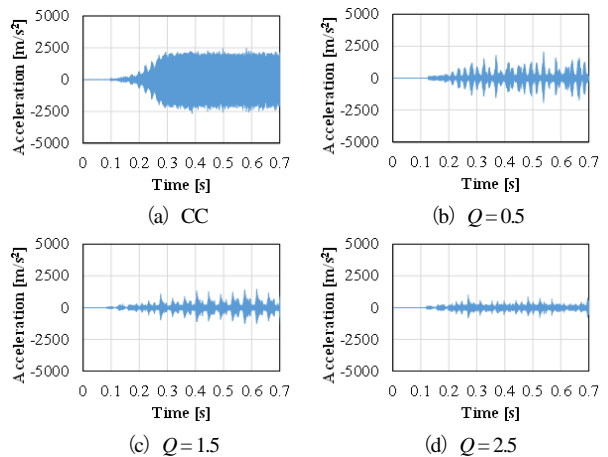 5000 5000
2500 2500
0 0
-2500 -2500
-5000 -5000
Acceleration [m/s²] Acceleration [m/s²]
0 0.1 0.2 0.3 0.4 0.5 0.6 0.7 0 0.1 0.2 0.3 0.4 0.5 0.6 0.7
Time [s] Time [s]
(a) CC (b) Q = 0.5
5000 5000
2500 2500
0 0
-2500 -2500
-5000 -5000
Acceleration [m/s²] Acceleration [m/s²]
0 0.1 0.2 0.3 0.4 0.5 0.6 0.7 0 0.1 0.2 0.3 0.4 0.5 0.6 0.7
Time [s] Time [s]
(c) Q = 1.5 (d) Q = 2.5